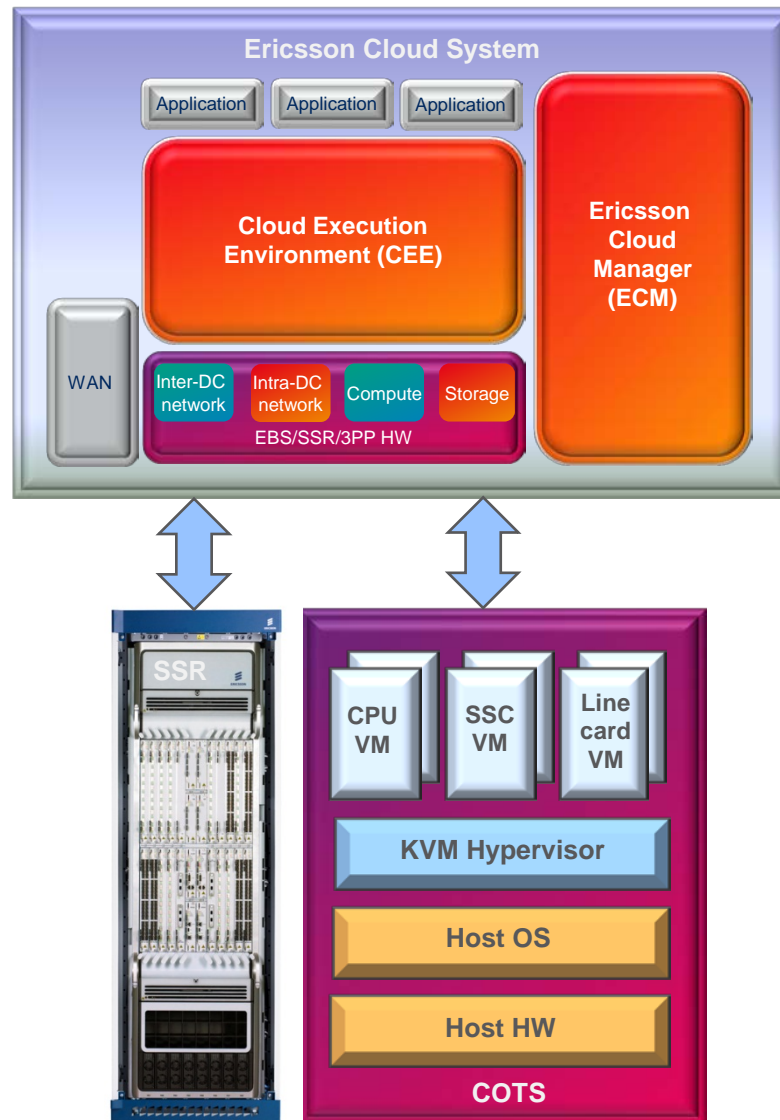 Ericsson Cloud System
Application
Application
Application
Cloud Execution
Environment (CEE)
Ericsson
Cloud
Manager
(ECM)
WAN
Inter-DC
network
Intra-DC
network
Compute
Storage
EBS/SSR/3PP HW
SSR
CPU
VM
SSC
VM
Line
card
VM
KVM Hypervisor
Host OS
Host HW
COTS